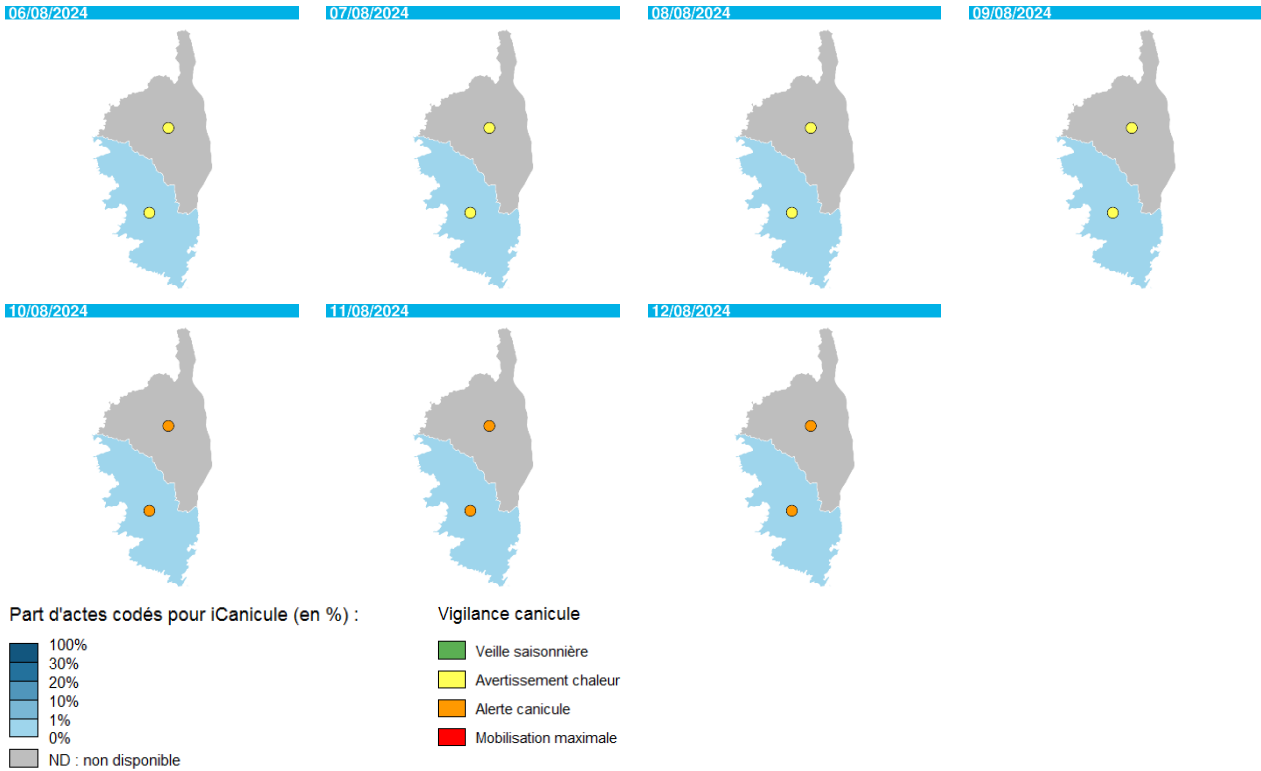 06/08/2024
07/08/2024
08/08/2024
09/08/2024
10/08/2024
11/08/2024
12/08/2024
Part d'actes codés pour iCanicule (en %) :
100%
30%
20%
10%
1%
0%
ND : non disponible
Vigilance canicule
Veille saisonnière
Avertissement chaleur
Alerte canicule
Mobilisation maximale